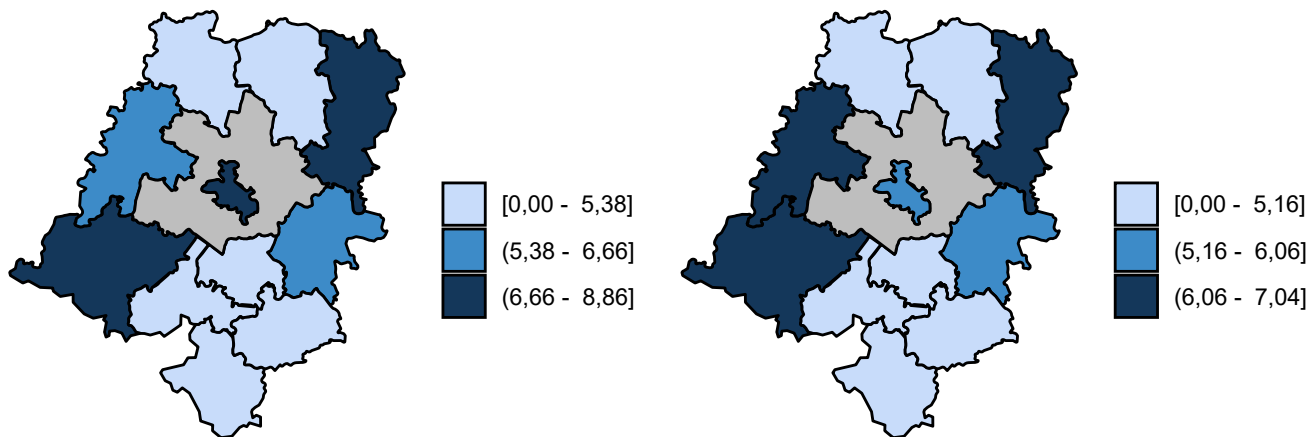 [0,00 - 5,38]
(5,38 - 6,66]
(6,66 - 8,86]
[0,00 - 5,16]
(5,16 - 6,06]
(6,06 - 7,04]